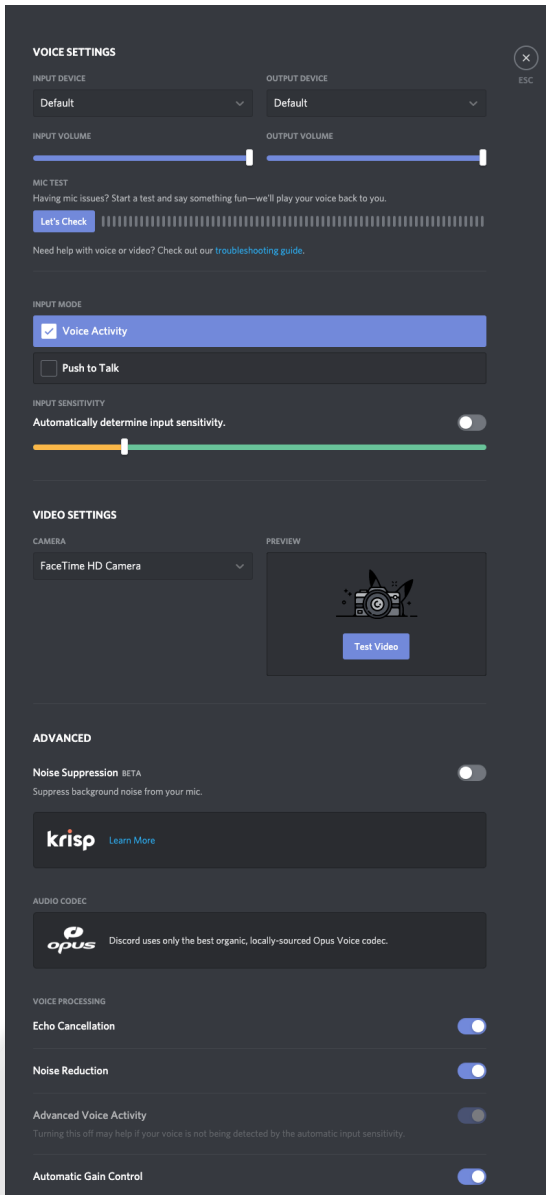 VOICE SETTINGS
ESC
INPUT DEVICE
OUTPUT DEVICE
Default
Default
INPUT VOLUME
OUTPUT VOLUME
MIC TEST
Having mic issues? Start a test and say something fun—we'll play your voice back to you.
Let's Check
Need help with voice or video? Check out our troubleshooting guide.
INPUT MODE
Voice Activity
Push to Talk
INPUT SENSITIVITY
Automatically determine input sensitivity.
VIDEO SETTINGS
CAMERA
PREVIEW
FaceTime HD Camera
Test Video
ADVANCED
Noise Suppression BETA
Suppress background noise from your mic.
krisp Learn More
AUDIO CODEC
opus Discord uses only the best organic, locally-sourced Opus Voice codec.
VOICE PROCESSING
Echo Cancellation
Noise Reduction
Advanced Voice Activity
Turning this off may help if your voice is not being detected by the automatic input sensitivity.
Automatic Gain Control